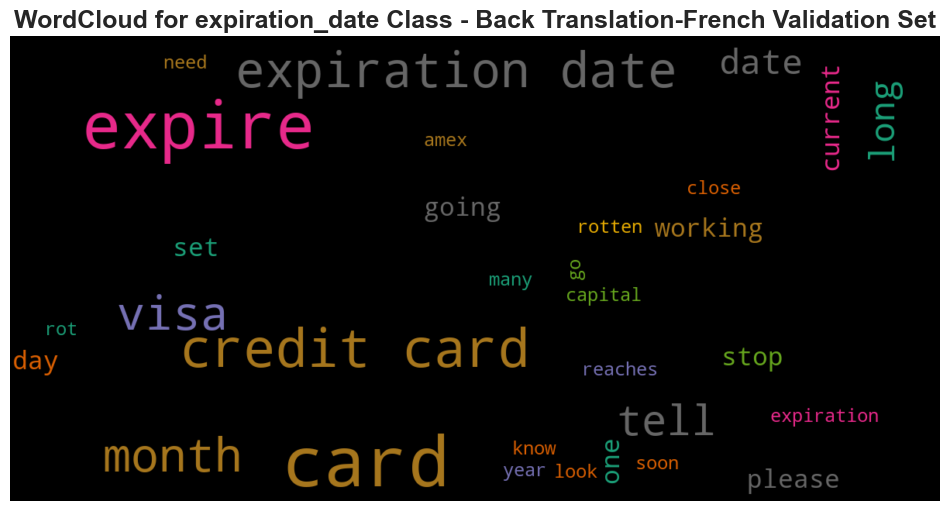 WordCloud for expiration_date Class - Back Translation-French Validation Set
need
expiration date
date
current
long
expire
amex
close
going
rotten
working
set
go
many
capital
visa
rot
credit card
day
stop
reaches
tell
expiration
month
card
know
one
soon
year
look
please